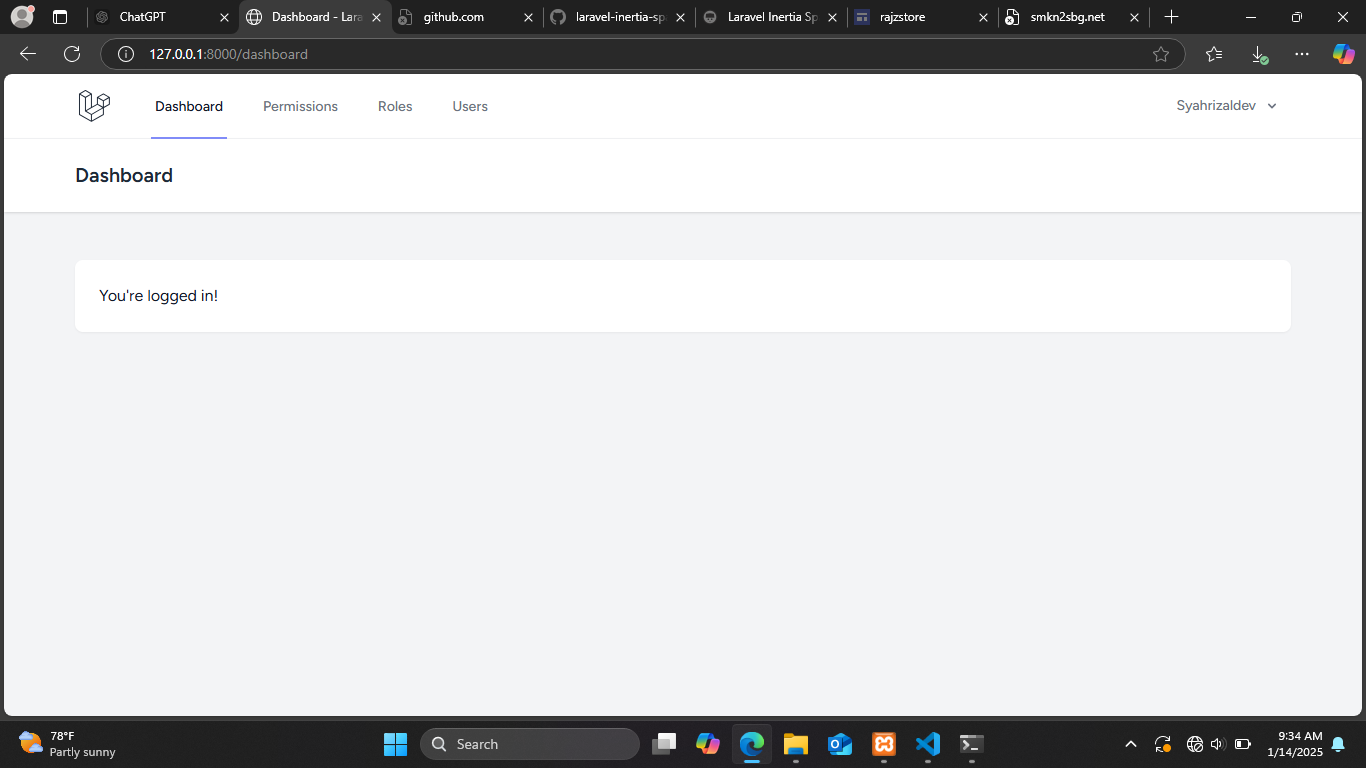 ChatGPT
Dashboard - Lara
github.com
laravel-inertia-sp
Laravel Inertia Sp
rajzstore
smkn2sbg.net
127.0.0.1:8000/dashboard
Dashboard
Permissions
Roles
Users
Syahrizaldev
Dashboard
You're logged in!
78°F
Partly sunny
Search
9:34 AM
1/14/2025